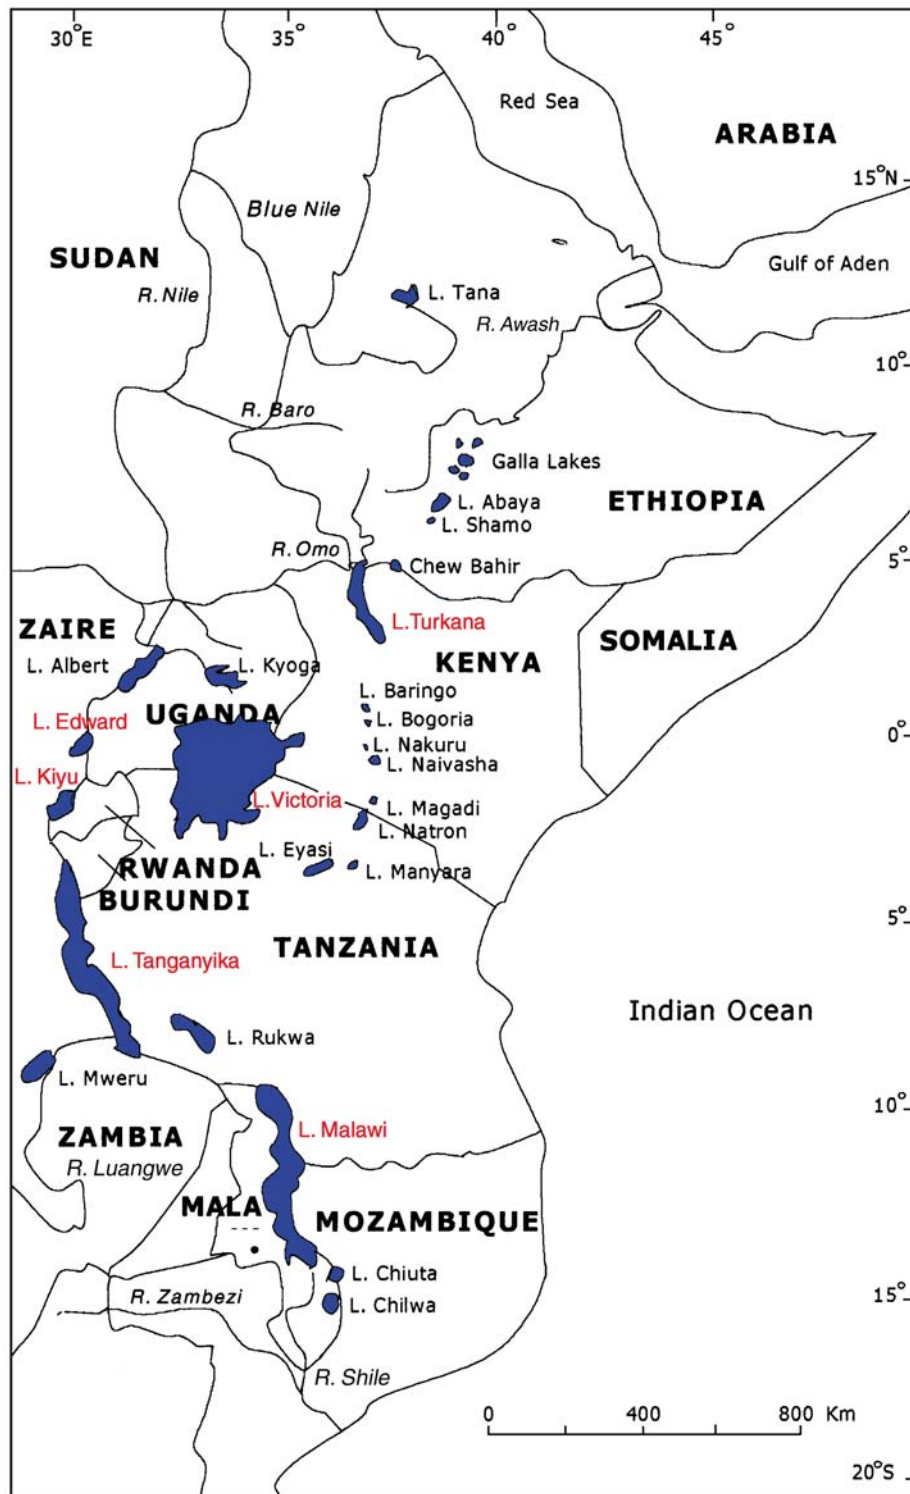 30°E
35°
40°
45°
Red Sea
ARABIA
15°N
Blue Nile
SUDAN
Gulf of Aden
R. Nile
L. Tana
R. Awash
10°
R. Baro
Galla Lakes
L. Abaya
ETHIOPIA
L. Shamo
R. Omo
Chew Bahir
5°
L.Turkana
ZAIRE
SOMALIA
KENYA
L. Albert
L. Kyoga
L. Baringo
UGANDA
L. Edward
L. Bogoria
0°
L. Nakuru
L. Naivasha
L. Kiyu
L.Victoria
L. Magadi
L. Natron
L. Eyasi
RWANDA
L. Manyara
BURUNDI
5°
TANZANIA
L. Tanganyika
Indian Ocean
L. Rukwa
L. Mweru
10°
L. Malawi
ZAMBIA
R. Luangwe
MALA
MOZAMBIQUE
L. Chiuta
R. Zambezi
L. Chilwa
15°
R. Shile
0 400 800 Km
20°S